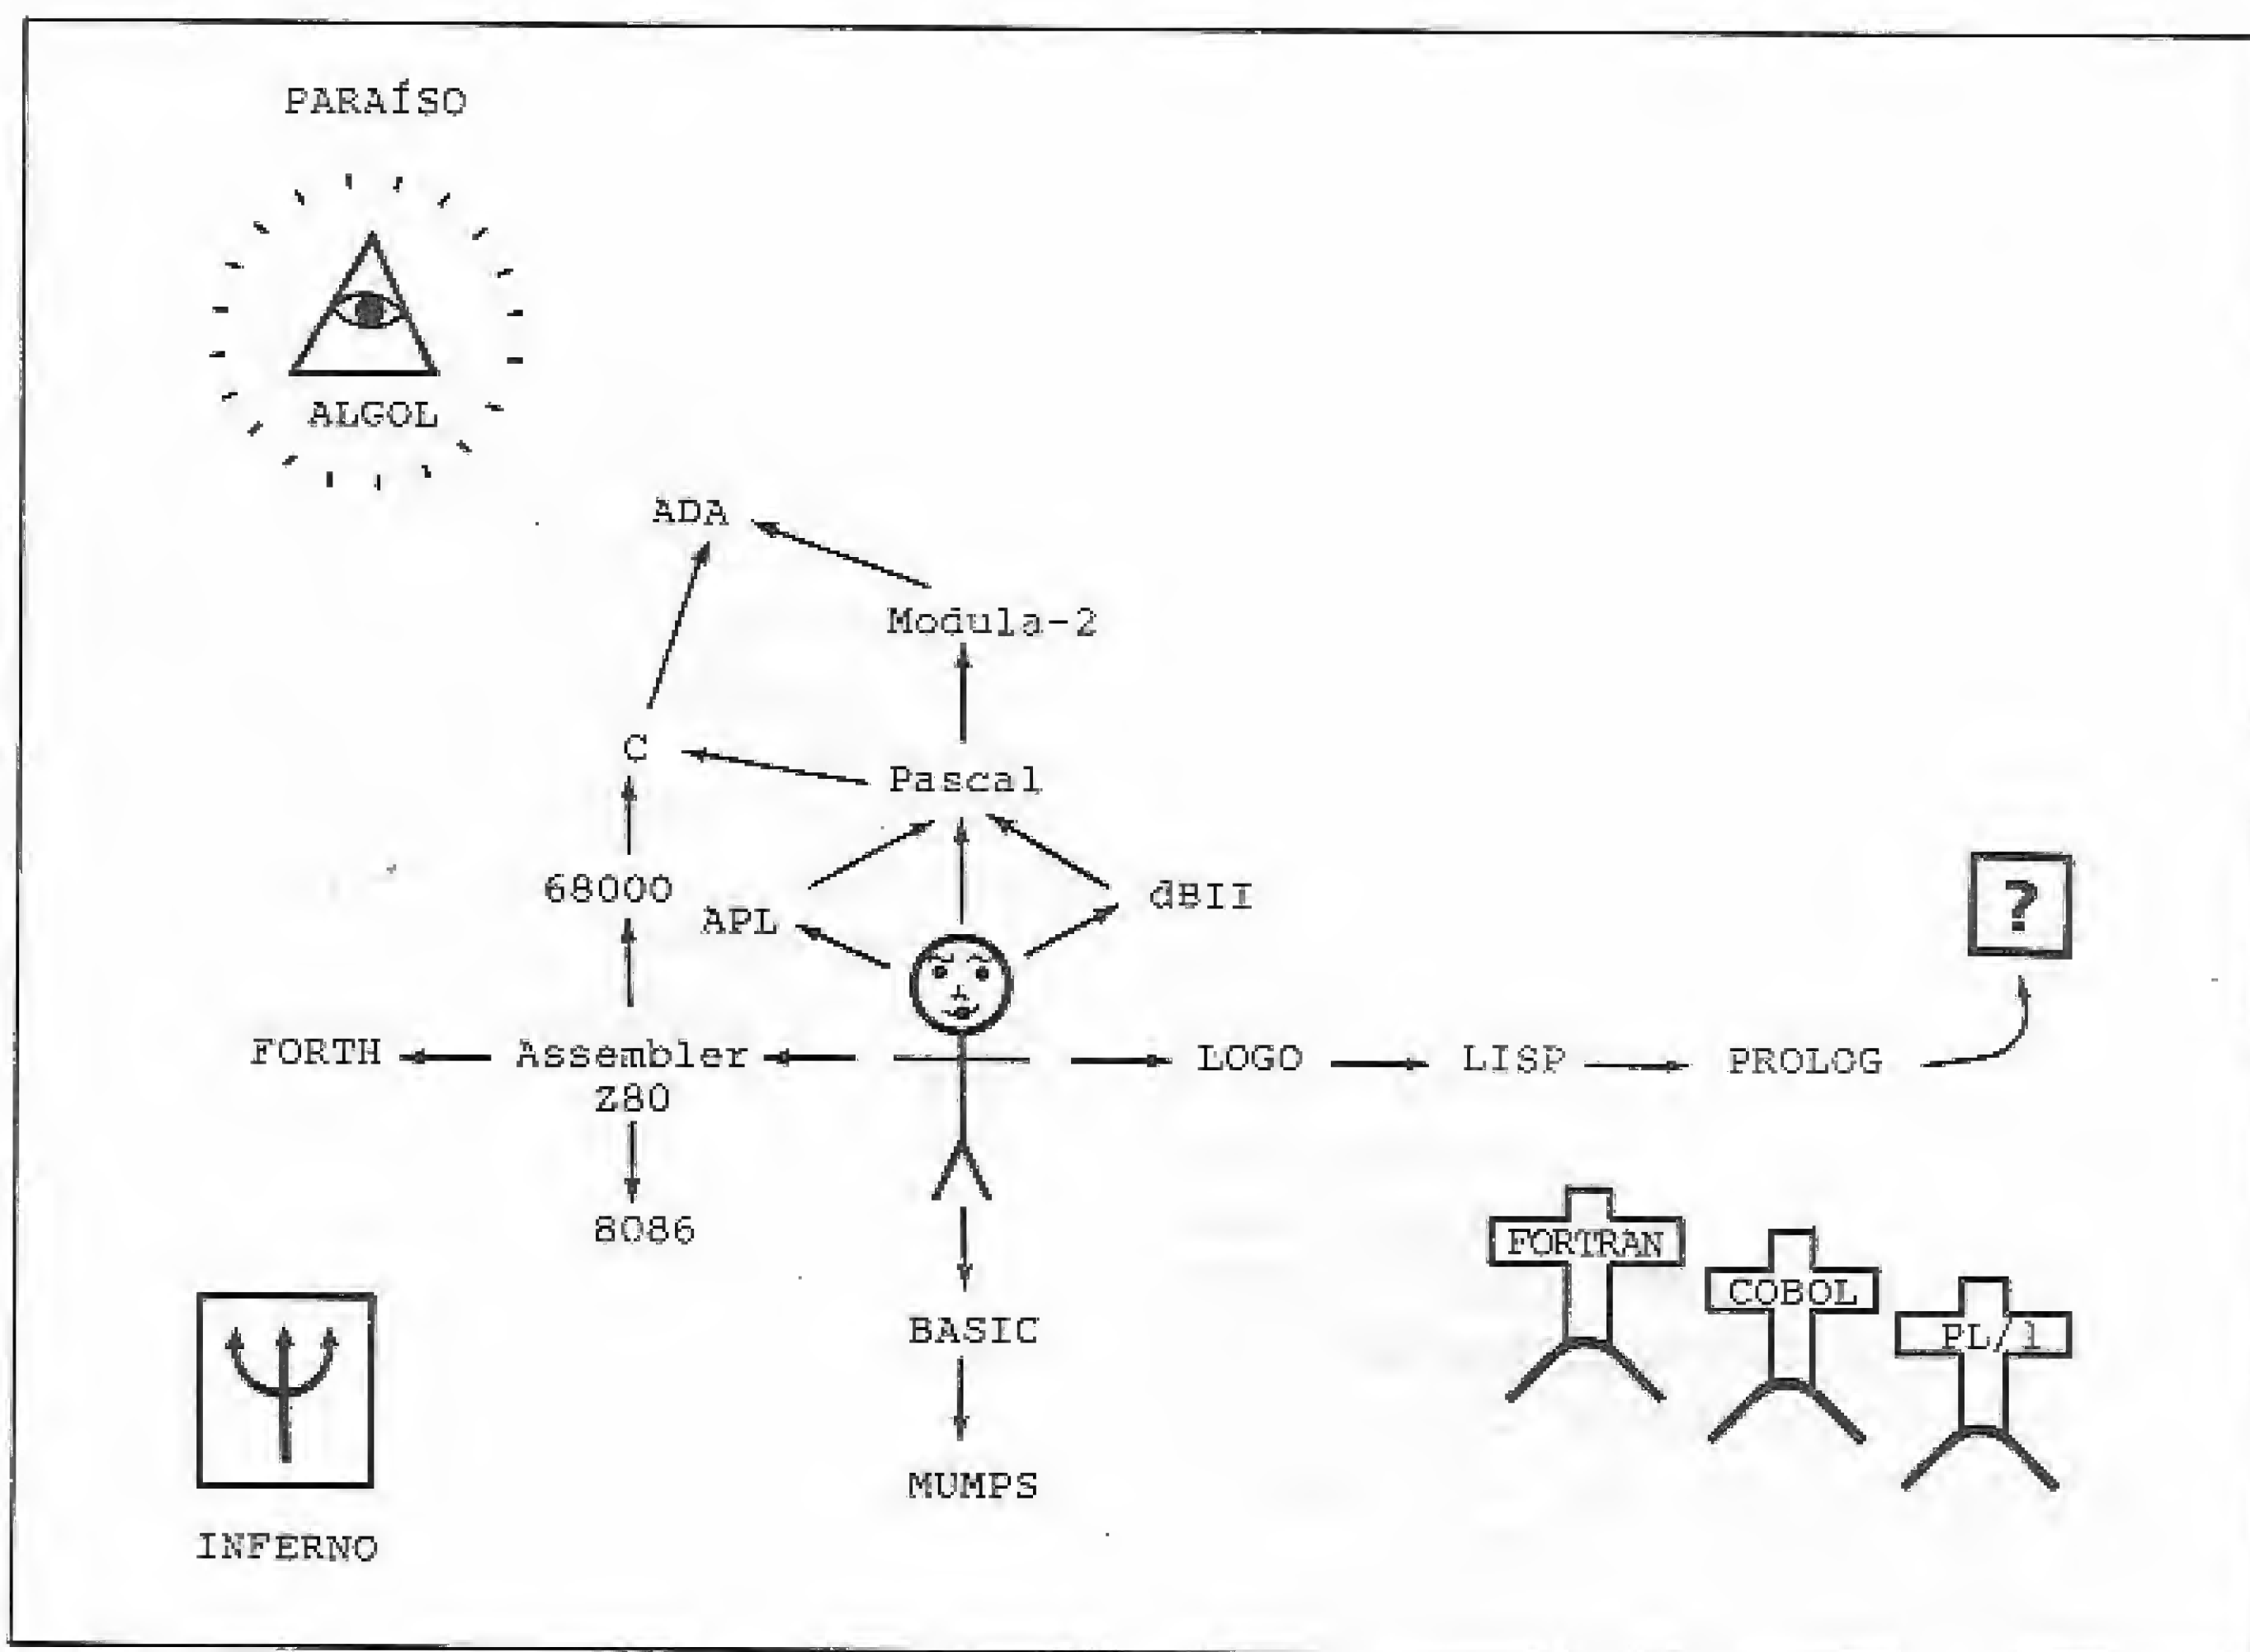 PARAÍSO
ALGOL
ADA
Modula-2
C
Pascal
68000
APL
dBII
?
FORTH
Assembler
Z80
LOGO
LISP
PROLOG
8086
FORTRAN
COBOL
PL/1
BASIC
MUMPS
INFERNO